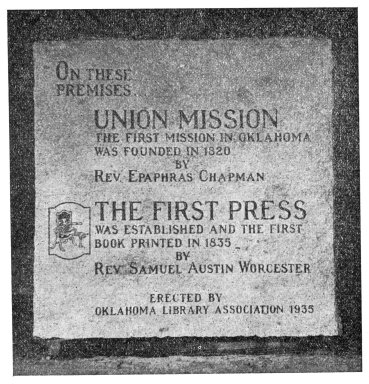 ON THESE
PREMISES
UNION MISSION
THE FIRST MISSION IN OKLAHOMA
WAS FOUNDED IN 1820
BY
REV. EPAPHRAS CHAPMAN
THE FIRST PRESS
WAS ESTABLISHED AND THE FIRST
BOOK PRINTED IN 1835
BY
REV. SAMUEL AUSTIN WORCESTER
ERECTED BY
OKLAHOMA LIBRARY ASSOCIATION 1935